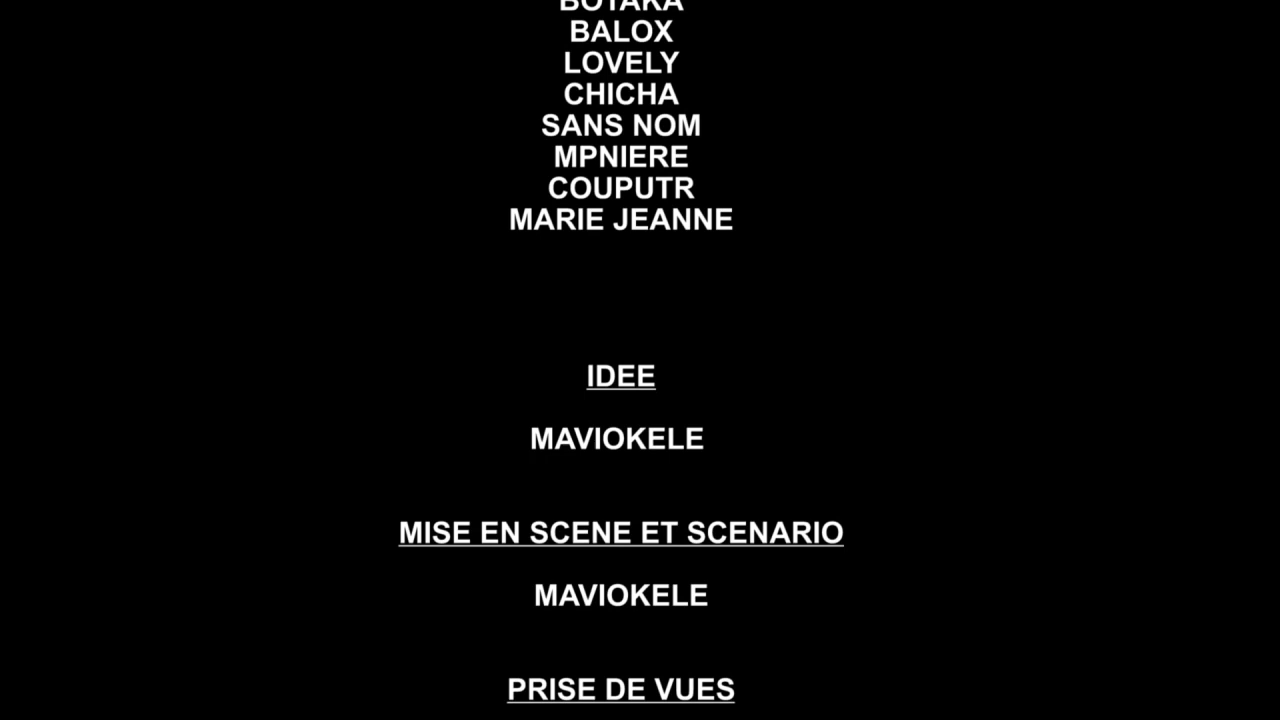 BOTAKA
BALOX
LOVELY
CHICHA
SANS NOM
MPNIERE
COUPUTR
MARIE JEANNE
IDEE
MAVIOKELE
MISE EN SCENE ET SCENARIO
MAVIOKELE
PRISE DE VUES